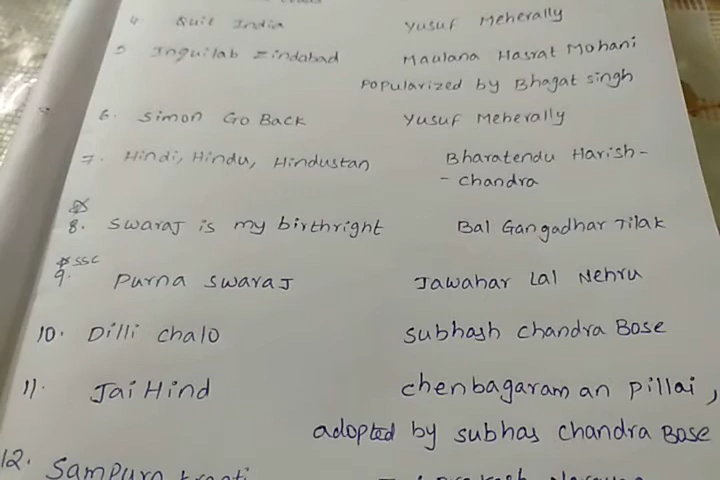 4. Quit India Yusuf Meherally
5 Inquilab Zindabad Maulana Hasrat Mohani
Popularized by Bhagat singh
6. Simon Go Back Yusuf Meherally
7. Hindi, Hindu, Hindustan Bharatendu Harish-
- chandra
8. swaraj is my birthright Bal Gangadhar Tilak
SSC
9. Purna swaraj Jawahar Lal Nehru
10. Dilli chalo subhash chandra Bose
11. Jai Hind chenbagaraman pillai,
adopted by subhas chandra Bose
12. Sampurn